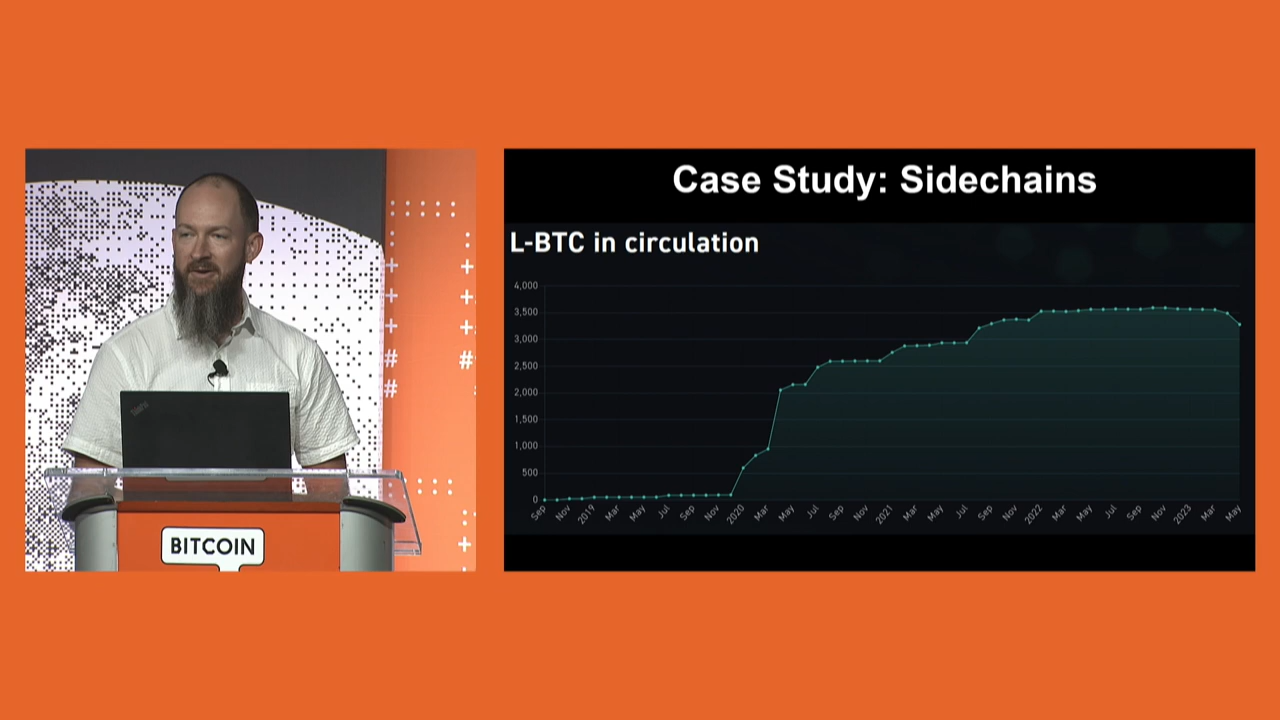 Case Study: Sidechains
L-BTC in circulation
4,000
3,500
3,000
2,500
2,000
1,500
1,000
500
0
Sep
Nov
2019
Mar
May
Jul
Sep
Nov
2020
Mar
May
Jul
Sep
Nov
2021
Mar
May
Jul
Sep
Nov
2022
Mar
May
Jul
Sep
Nov
2023
Mar
May
BITCOIN